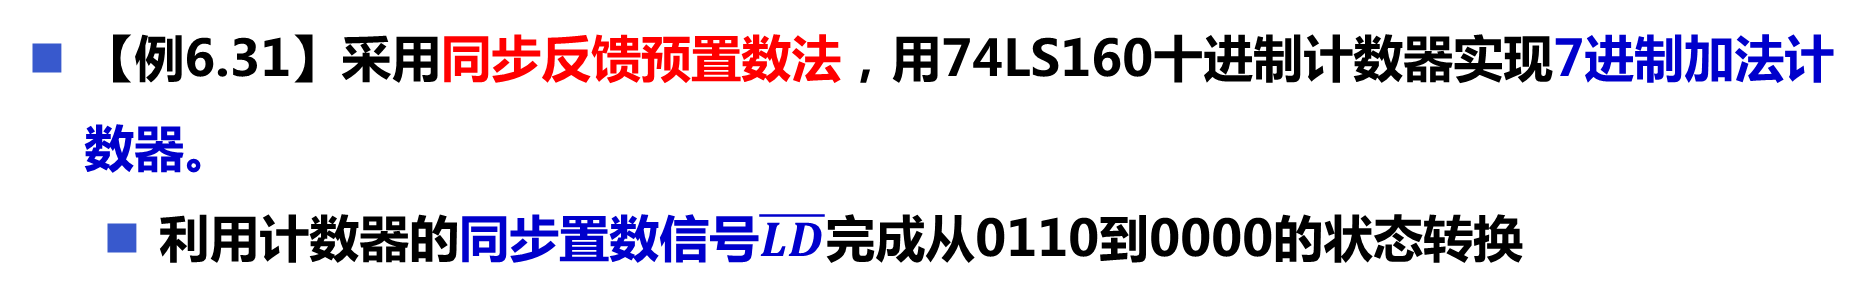 【例6.31】采用同步反馈预置数法，用74LS160十进制计数器实现7进制加法计
数器。
利用计数器的同步置数信号\overline{LD}完成从0110到0000的状态转换